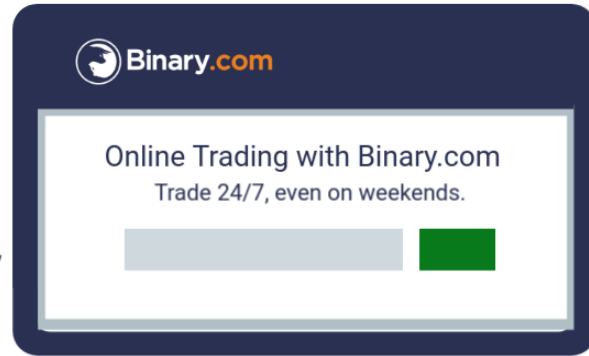 Binary.com
Online Trading with Binary.com
Trade 24/7, even on weekends.